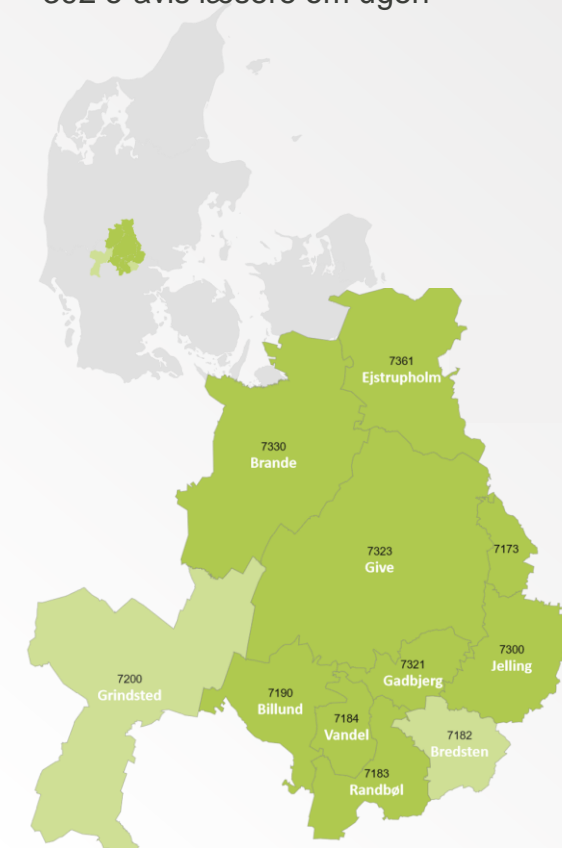 7361
Ejstrupholm
7330
Brande
7323
Give
7173
7300
Jelling
7321
Gadbjerg
7200
Grindsted
7190
Billund
7184
Vandel
7182
Bredsten
7183
Randbøl